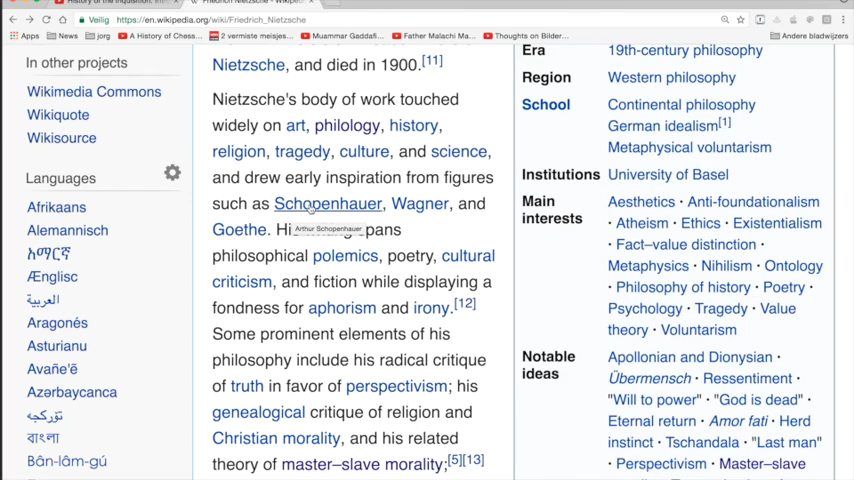 History of the Inquisition:
Friedrich Nietzsche - Wikiped
Veilig
https://en.wikipedia.org/wiki/Friedrich_Nietzsche
Apps
News
jorg
A History of Chess...
2 vermiste meisjes...
Muammar Gaddafi...
Father Malachi Ma...
Thoughts on Bilder...
Andere bladwijzers
In other projects
Wikimedia Commons
Wikiquote
Wikisource
Languages
Afrikaans
Alemannisch
አማርኛ
Ænglisc
العربية
Aragonés
Asturianu
Avañe'ẽ
Azərbaycanca
تۆرکجه
বাংলা
Bân-lâm-gú
Nietzsche, and died in 1900.[11]
Nietzsche's body of work touched
widely on art, philology, history,
religion, tragedy, culture, and science,
and drew early inspiration from figures
such as Schopenhauer, Wagner, and
Goethe. His pans
Arthur Schopenhauer
philosophical polemics, poetry, cultural
criticism, and fiction while displaying a
fondness for aphorism and irony.[12]
Some prominent elements of his
philosophy include his radical critique
of truth in favor of perspectivism; his
genealogical critique of religion and
Christian morality, and his related
theory of master–slave morality;[5][13]
Era 19th-century philosophy
Region Western philosophy
School Continental philosophy
German idealism[1]
Metaphysical voluntarism
Institutions University of Basel
Main interests
Aesthetics · Anti-foundationalism
· Atheism · Ethics · Existentialism
· Fact–value distinction ·
Metaphysics · Nihilism · Ontology
· Philosophy of history · Poetry ·
Psychology · Tragedy · Value
theory · Voluntarism
Notable ideas
Apollonian and Dionysian ·
Übermensch · Ressentiment ·
"Will to power" · "God is dead" ·
Eternal return · Amor fati · Herd
instinct · Tschandala · "Last man"
· Perspectivism · Master–slave